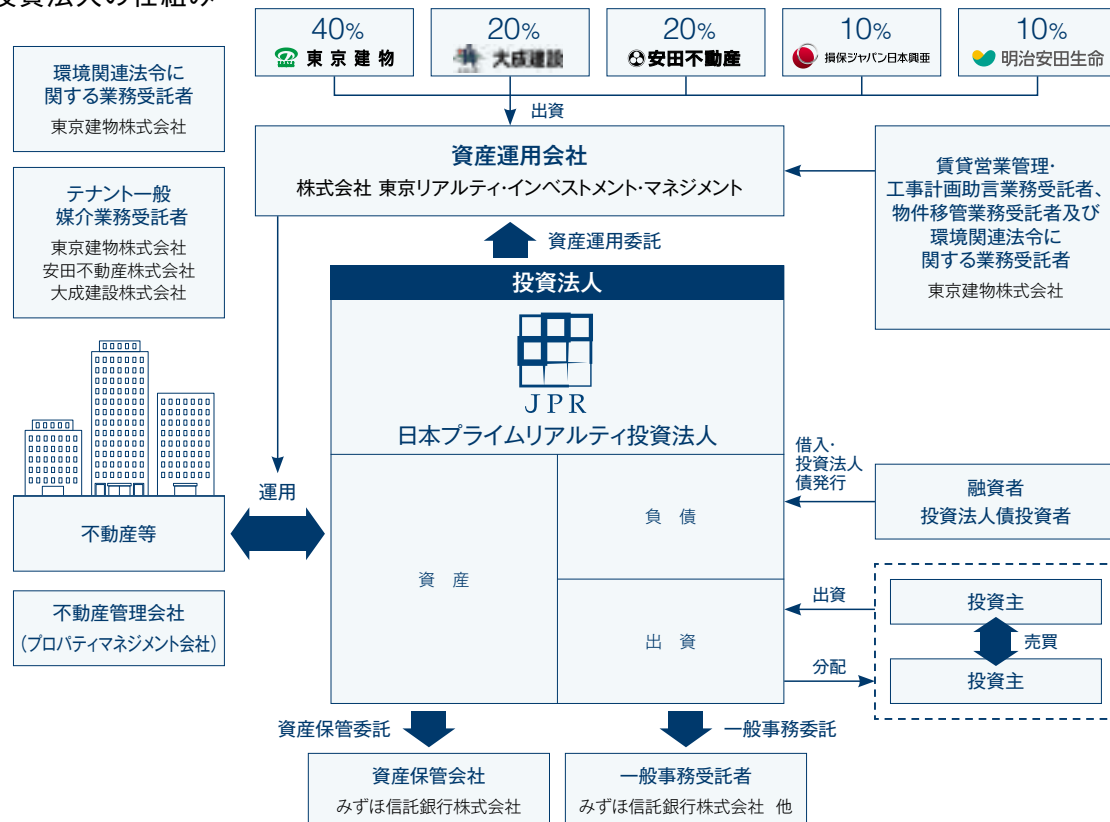 投資法人の仕組み
40%
東京建物
20%
大成建設
20%
安田不動産
10%
損保ジャパン日本興亜
10%
明治安田生命
出資
環境関連法令に
関する業務受託者
東京建物株式会社
テナント一般
媒介業務受託者
東京建物株式会社
安田不動産株式会社
大成建設株式会社
資産運用会社
株式会社 東京リアルティ・インベストメント・マネジメント
賃貸営業管理・
工事計画助言業務受託者、
物件移管業務受託者及び
環境関連法令に
関する業務受託者
東京建物株式会社
資産運用委託
投資法人
JPR
日本プライムリアルティ投資法人
運用
不動産等
不動産管理会社
(プロパティマネジメント会社)
資 産
負 債
出 資
借入・
投資法人
債発行
融資者
投資法人債投資者
出資
分配
投資主
売買
投資主
資産保管委託
一般事務委託
資産保管会社
みずほ信託銀行株式会社
一般事務受託者
みずほ信託銀行株式会社 他